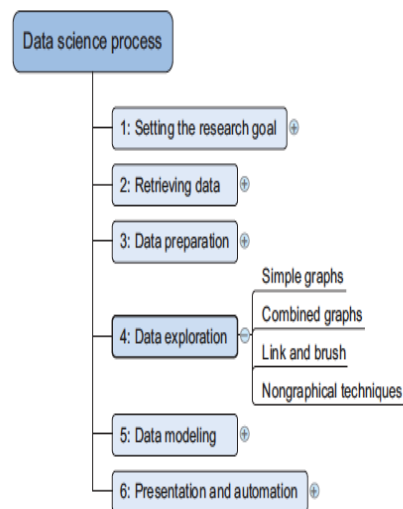 Data science process
1: Setting the research goal
2: Retrieving data
3: Data preparation
4: Data exploration
Simple graphs
Combined graphs
Link and brush
Nongraphical techniques
5: Data modeling
6: Presentation and automation